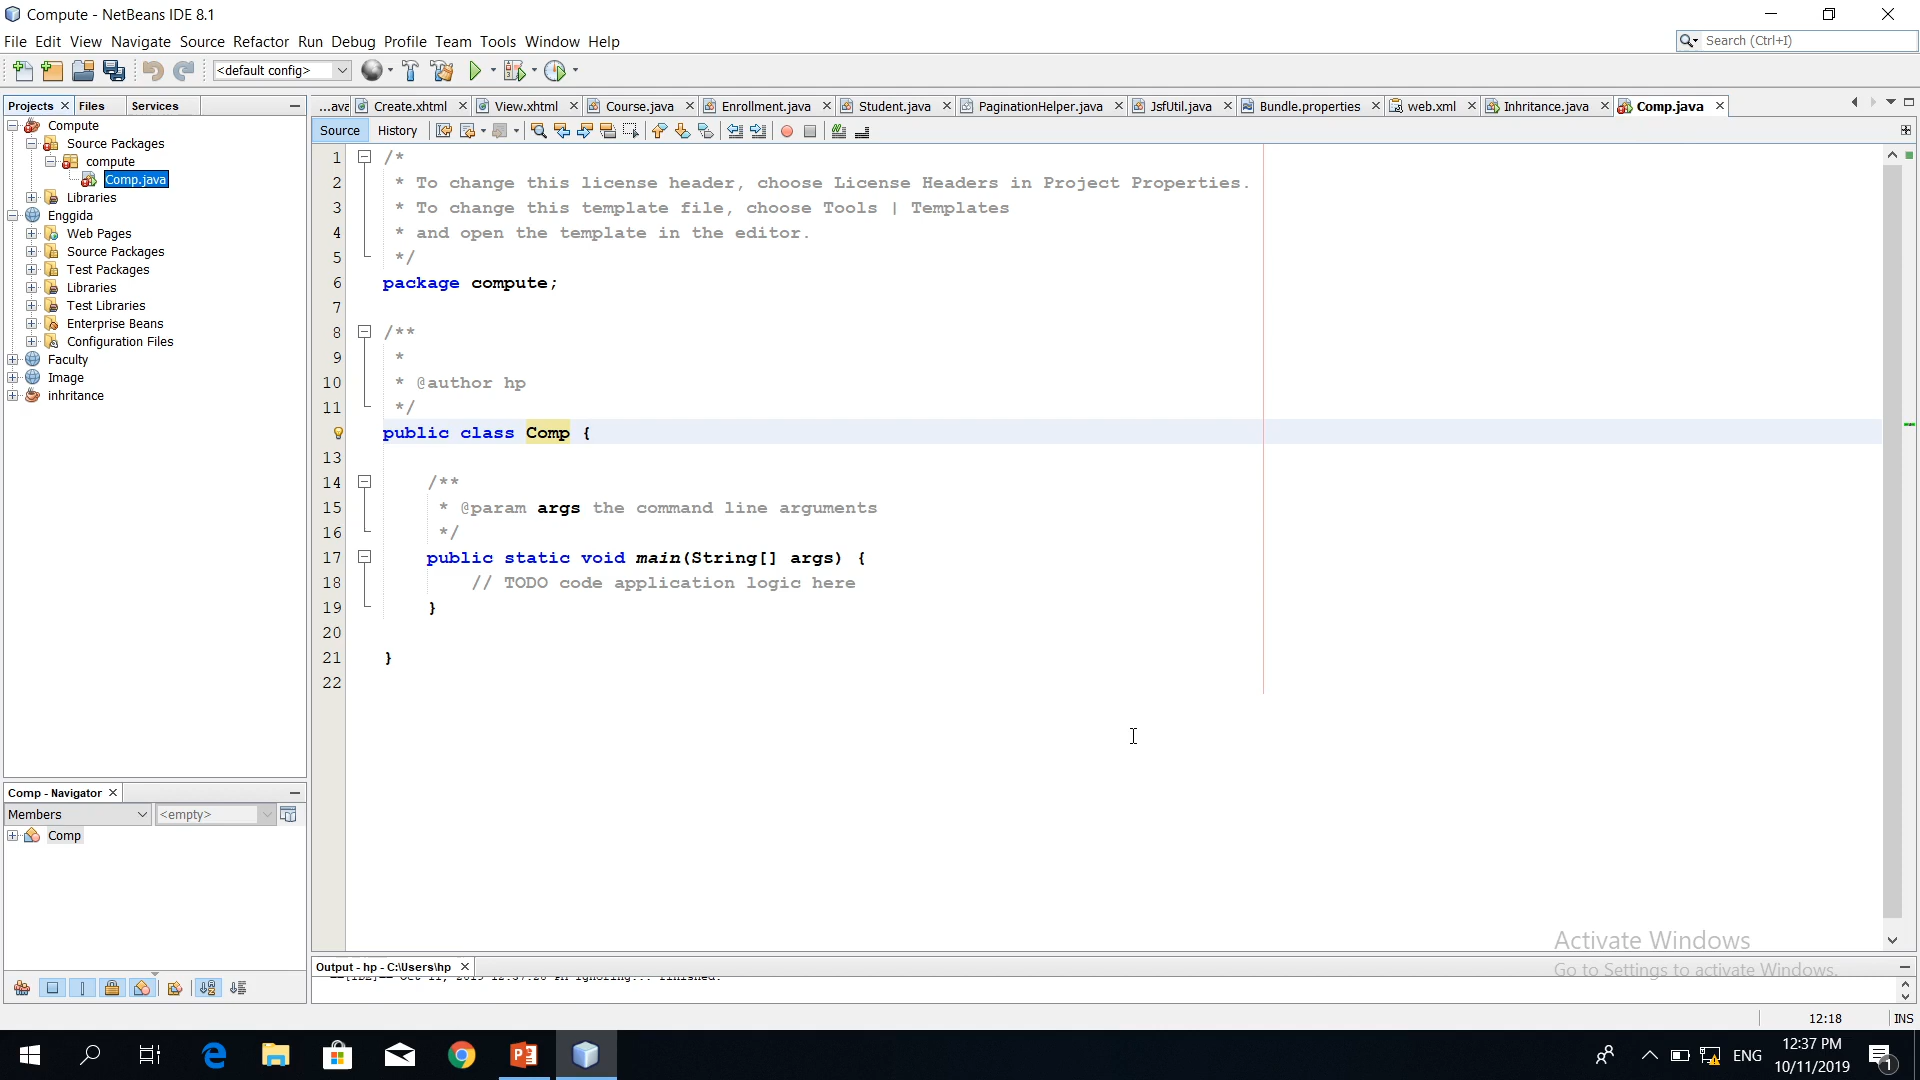 Compute - NetBeans IDE 8.1
File Edit View Navigate Source Refactor Run Debug Profile Team Tools Window Help
Search (Ctrl+I)
<default config>
Projects Files Services
Compute
Source Packages
compute
Comp.java
Libraries
Enggida
Web Pages
Source Packages
Test Packages
Libraries
Test Libraries
Enterprise Beans
Configuration Files
Faculty
Image
inhritance
...ava Create.xhtml View.xhtml Course.java Enrollment.java Student.java PaginationHelper.java JsfUtil.java Bundle.properties web.xml Inhritance.java Comp.java
Source History
1 /*
2 * To change this license header, choose License Headers in Project Properties.
3 * To change this template file, choose Tools | Templates
4 * and open the template in the editor.
5 */
6 package compute;
7
8 /**
9 *
10 * @author hp
11 */
public class Comp {
13
14 /**
15 * @param args the command line arguments
16 */
17 public static void main(String[] args) {
18 // TODO code application logic here
19 }
20
21 }
22
Comp - Navigator
Members <empty>
Comp
Activate Windows
Go to Settings to activate Windows.
Output - hp - C:\Users\hp
12:18 INS
ENG
12:37 PM
10/11/2019
1